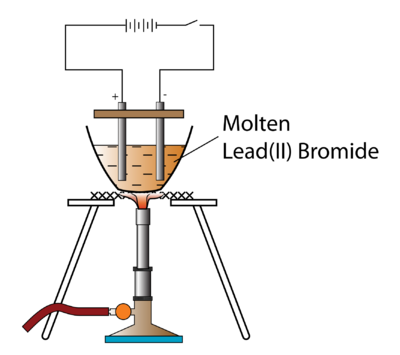 + -
Molten
Lead(II) Bromide